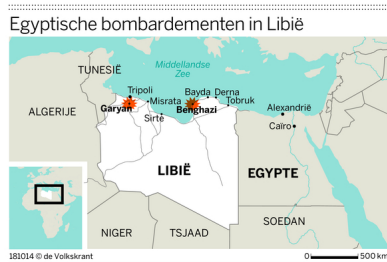 Egyptische bombardementen in Libië
Middellandse
Zee
TUNESIË
Tripoli
Bayda
Derna
Garyan
Misrata
Benghazi
Tobruk
Alexandrië
Sirte
Caïro
ALGERIJE
LIBIË
EGYPTE
SOEDAN
NIGER
TSJAAD
181014 © de Volkskrant
0
500 km